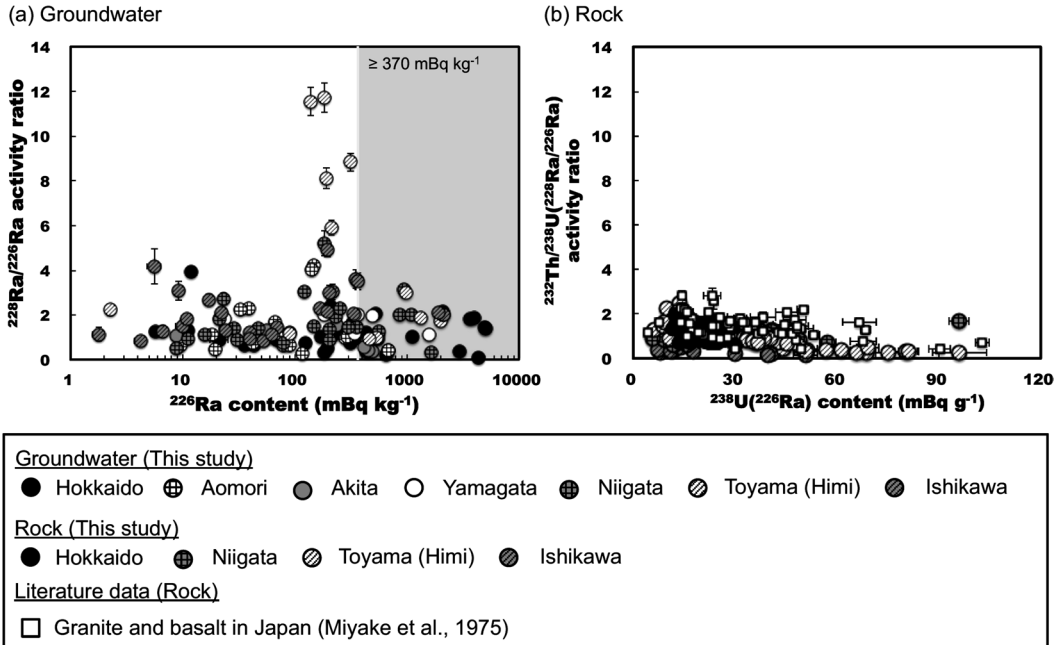 (a) Groundwater
(b) Rock
14
12
10
8
6
4
2
0
²²⁸Ra/²²⁶Ra activity ratio
≥ 370 mBq kg⁻¹
1
10
100
1000
10000
²²⁶Ra content (mBq kg⁻¹)
14
12
10
8
6
4
2
0
²³²Th/²³⁸U(²²⁸Ra/²²⁶Ra)
activity ratio
0
30
60
90
120
²³⁸U(²²⁶Ra) content (mBq g⁻¹)
Groundwater (This study)
Hokkaido Aomori Akita Yamagata Niigata Toyama (Himi) Ishikawa
Rock (This study)
Hokkaido Niigata Toyama (Himi) Ishikawa
Literature data (Rock)
Granite and basalt in Japan (Miyake et al., 1975)